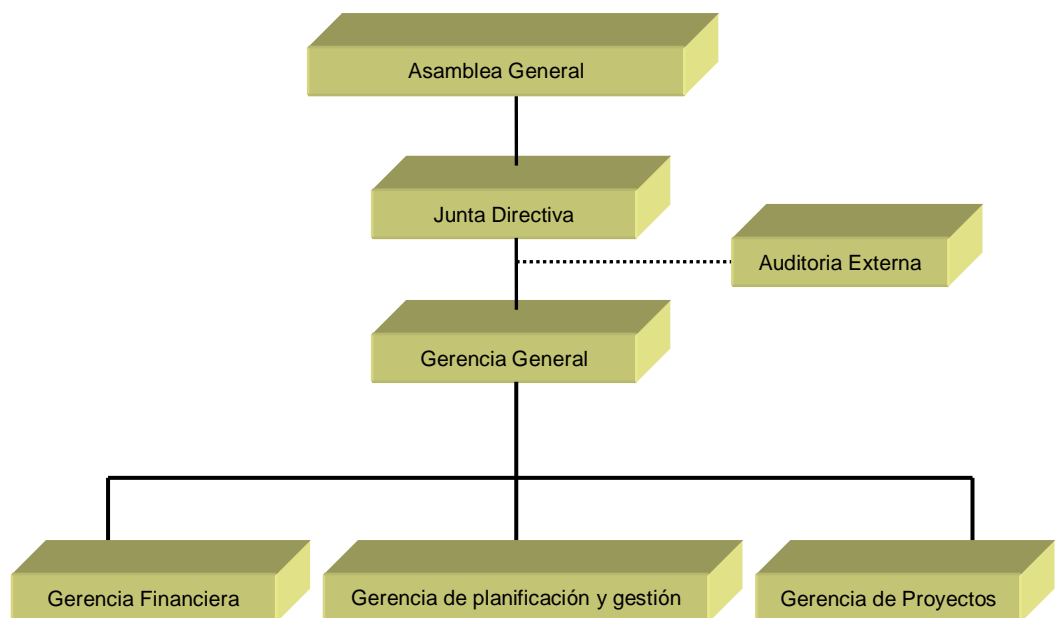 Asamblea General
Junta Directiva
Auditoria Externa
Gerencia General
Gerencia Financiera
Gerencia de planificación y gestión
Gerencia de Proyectos